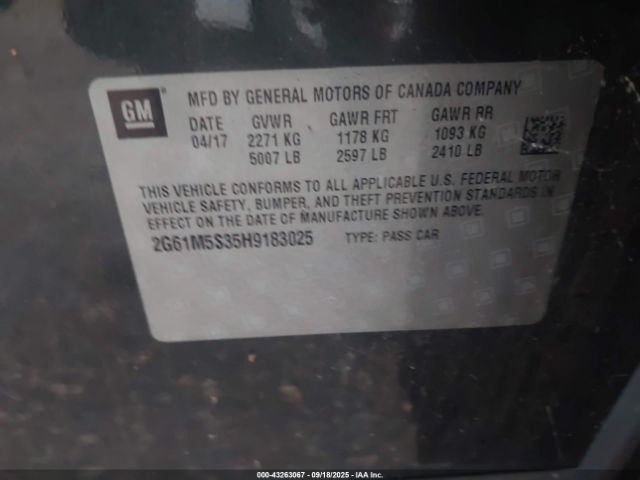 GM
MFD BY GENERAL MOTORS OF CANADA COMPANY
DATE GVWR GAWR FRT GAWR RR
04/17 2271 KG 1178 KG 1093 KG
5007 LB 2597 LB 2410 LB
THIS VEHICLE CONFORMS TO ALL APPLICABLE U.S. FEDERAL MOTOR
VEHICLE SAFETY, BUMPER, AND THEFT PREVENTION STANDARDS IN
EFFECT ON THE DATE OF MANUFACTURE SHOWN ABOVE.
2G61M5S35H9183025 TYPE: PASS CAR
000-43263067 - 09/18/2025 - IAA Inc.